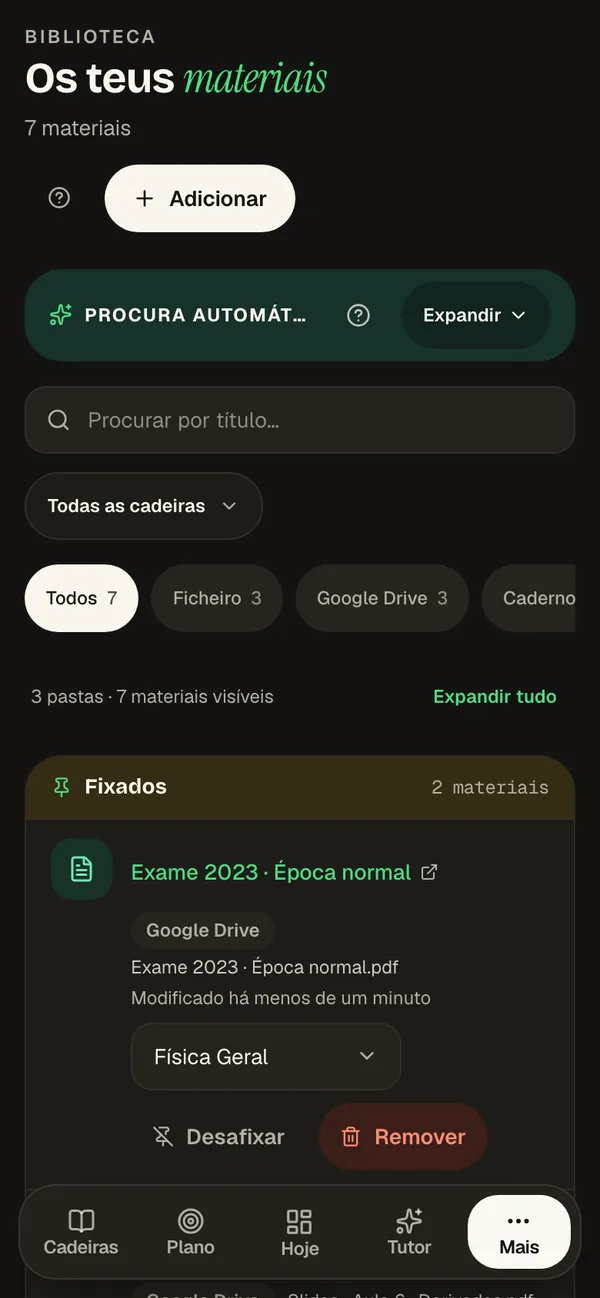 BIBLIOTECA
Os teus materiais
7 materiais
Adicionar
PROCURA AUTOMÁT…
Expandir
Procurar por título…
Todas as cadeiras
Todos 7
Ficheiro 3
Google Drive 3
Caderno
3 pastas · 7 materiais visíveis
Expandir tudo
Fixados
2 materiais
Exame 2023 · Época normal
Google Drive
Exame 2023 · Época normal.pdf
Modificado há menos de um minuto
Física Geral
Desafixar
Remover
Cadeiras
Plano
Hoje
Tutor
Mais